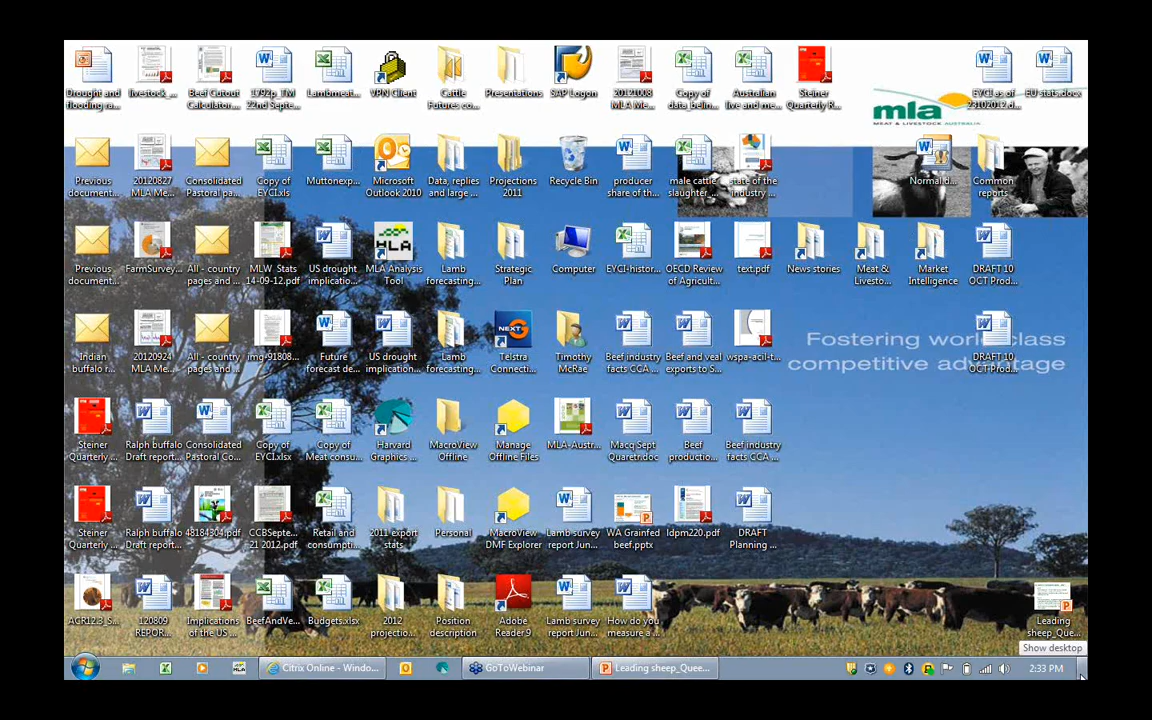 Drought and
flooding ra...
livestock_...
Beef Cutout
Calculator...
1792p_TM
22nd Septe...
Lambmeat...
VPN Client
Cattle
Futures co...
Presentations
SAP Logon
20121008
MLA Me...
Copy of
data_belin...
Australian
live and me...
Steiner
Quarterly R...
EYCI as of
23102012.d...
EU stats.docx
mla
MEAT & LIVESTOCK AUSTRALIA
Previous
document...
20120827
MLA Me...
Consolidated
Pastoral pa...
Copy of
EYCI.xls
Muttonexp...
Microsoft
Outlook 2010
Data, replies
and large ...
Projections
2011
Recycle Bin
producer
share of th...
male cattle
slaughter ...
state of the
industry ...
Normal.d...
Common
reports
Previous
document...
FarmSurvey...
All - country
pages and ...
MLW Stats
14-09-12.pdf
US drought
implicatio...
MLA
MLA Analysis
Tool
Lamb
forecasting...
Strategic
Plan
Computer
EYCI-histor...
OECD Review
of Agricult...
text.pdf
News stories
Meat &
Livesto...
Market
Intelligence
DRAFT 10
OCT Prod...
Indian
buffalo r...
20120924
MLA Me...
All - country
pages and ...
img-91808...
Future
forecast de...
US drought
implication...
Lamb
forecasting...
NEXTG
Telstra
Connecti...
Timothy
McRae
Beef industry
facts CCA ...
Beef and veal
exports to S...
wspa-acil-t...
DRAFT 10
OCT Prod...
Fostering world class
competitive advantage
Steiner
Quarterly ...
Ralph buffalo
Draft report...
Consolidated
Pastoral Co...
Copy of
EYCI.xlsx
Copy of
Meat consu...
Harvard
Graphics ...
MacroView
Offline
Manage
Offline Files
MLA-Austr...
Macq Sept
Quaretr.doc
Beef
productio...
Beef industry
facts CCA ...
Steiner
Quarterly ...
Ralph buffalo
Draft report...
48184304.pdf
CCBSepte...
21 2012.pdf
Retail and
consumpti...
2011 export
stats
Personal
MacroView
DMF Explorer
Lamb survey
report Jun...
WA Grainfed
beef.pptx
ldpm220.pdf
DRAFT
Planning ...
ACR12.3_S...
120809
REPOR...
Implications
of the US ...
BeefAndVe...
Budgets.xlsx
2012
projectio...
Position
description
Adobe
Reader 9
Lamb survey
report Jun...
How do you
measure a ...
Leading
sheep_Que...
Show desktop
Citrix Online - Windo...
GoToWebinar
Leading sheep_Quee...
2:33 PM